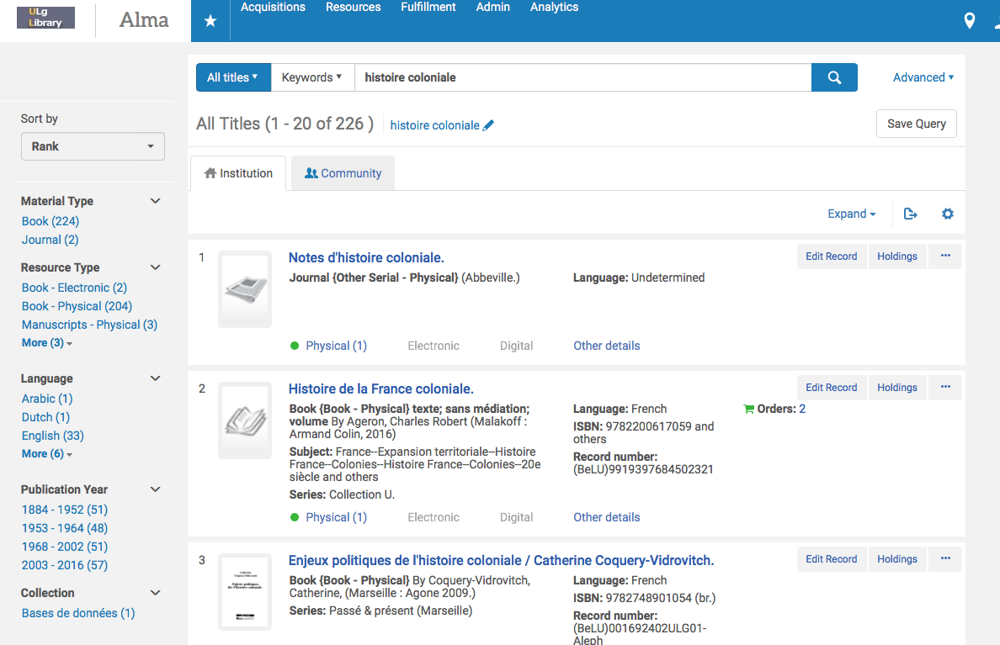 ULg
Library
Alma
Acquisitions
Resources
Fulfillment
Admin
Analytics
All titles
Keywords
histoire coloniale
Advanced
All Titles (1 - 20 of 226 )
histoire coloniale
Save Query
Sort by
Rank
Institution
Community
Expand
Material Type
Book (224)
Journal (2)
Resource Type
Book - Electronic (2)
Book - Physical (204)
Manuscripts - Physical (3)
More (3)
Language
Arabic (1)
Dutch (1)
English (33)
More (6)
Publication Year
1884 - 1952 (51)
1953 - 1964 (48)
1968 - 2002 (51)
2003 - 2016 (57)
Collection
Bases de données (1)
1
Notes d'histoire coloniale.
Edit Record
Holdings
Journal {Other Serial - Physical} (Abbeville.)
Language: Undetermined
Physical (1)
Electronic
Digital
Other details
2
Histoire de la France coloniale.
Edit Record
Holdings
Book {Book - Physical} texte; sans médiation;
volume By Ageron, Charles Robert (Malakoff :
Armand Colin, 2016)
Subject: France--Expansion territoriale--Histoire
France--Colonies--Histoire France--Colonies--20e
siècle and others
Series: Collection U.
Language: French
ISBN: 9782200617059 and
others
Record number:
(BeLU)9919397684502321
Orders: 2
Physical (1)
Electronic
Digital
Other details
3
Enjeux politiques de l'histoire coloniale / Catherine Coquery-Vidrovitch.
Edit Record
Holdings
Book {Book - Physical} By Coquery-Vidrovitch,
Catherine, (Marseille : Agone 2009.)
Series: Passé & présent (Marseille)
Language: French
ISBN: 9782748901054 (br.)
Record number:
(BeLU)001692402ULG01-
Aleph